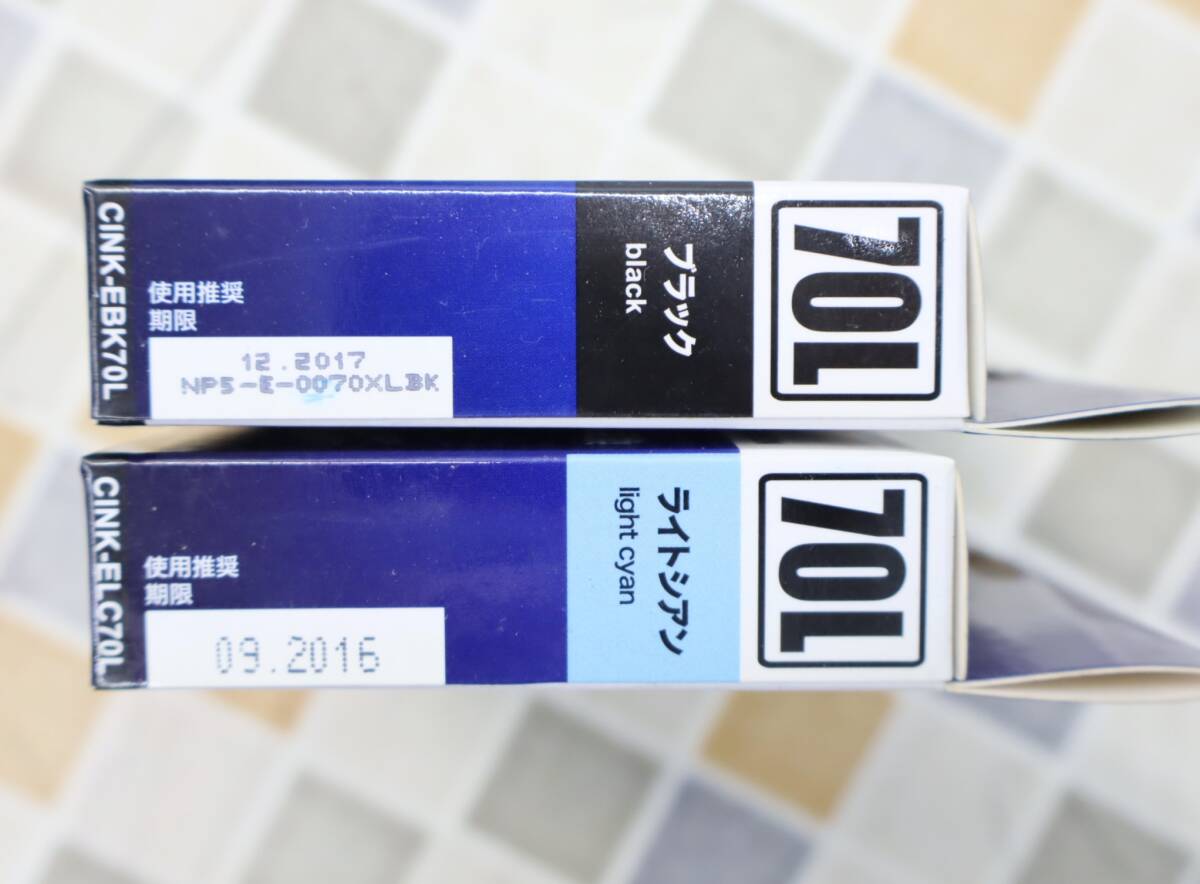 CINK-EBK70L
使用推奨
期限
12.2017
NP5-E-0070XLBK
ブラック
black
70L
CINK-ELC70L
使用推奨
期限
09.2016
ライトシアン
light cyan
70L